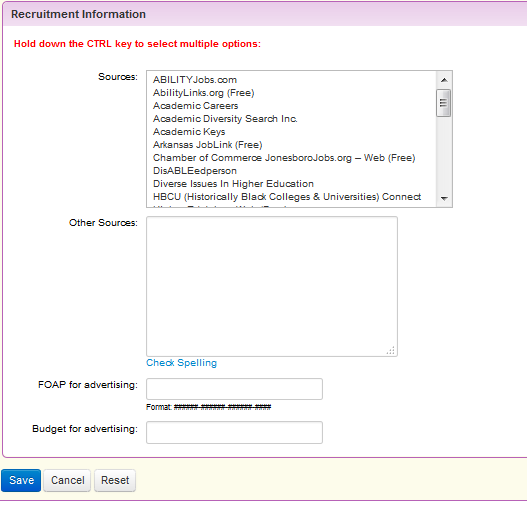 Recruitment Information
Hold down the CTRL key to select multiple options:
Sources:
ABILITYJobs.com
AbilityLinks.org (Free)
Academic Careers
Academic Diversity Search Inc.
Academic Keys
Arkansas JobLink (Free)
Chamber of Commerce JonesboroJobs.org – Web (Free)
DisABLEedperson
Diverse Issues In Higher Education
HBCU (Historically Black Colleges & Universities) Connect
Other Sources:
Check Spelling
FOAP for advertising:
Format: ######-######-######-####
Budget for advertising:
Save Cancel Reset